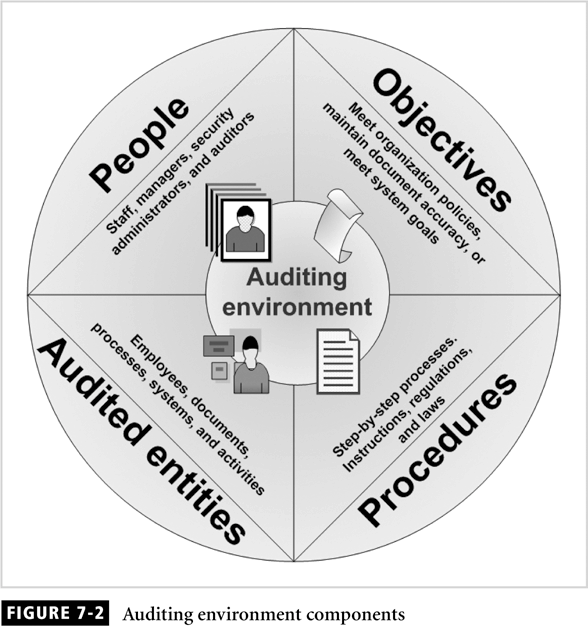 People
Staff, managers, security
administrators, and auditors
Objectives
Meet organization policies,
maintain document accuracy, or
meet system goals
Auditing
environment
Employees, documents,
processes, systems, and activities
Audited entities
Step-by-step processes.
Instructions, regulations,
and laws
Procedures
FIGURE 7-2 Auditing environment components